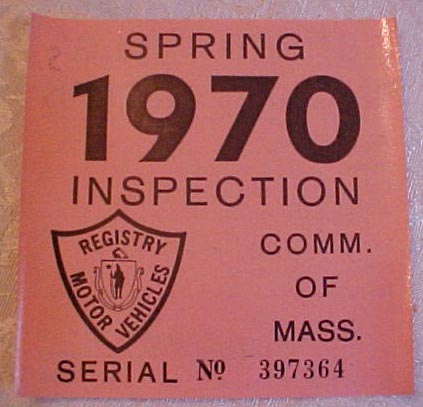 SPRING
1970
INSPECTION
REGISTRY
MOTOR VEHICLES
COMM.
OF
MASS.
SERIAL Nº 397364